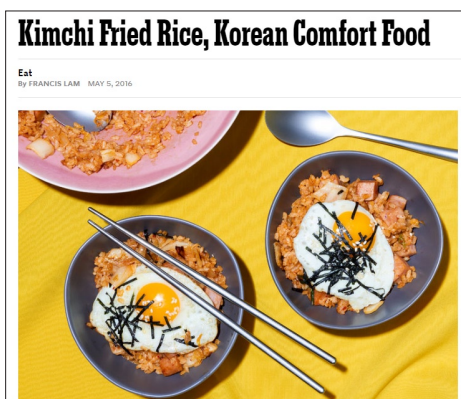 Kimchi Fried Rice, Korean Comfort Food
Eat
By FRANCIS LAM MAY 5, 2016